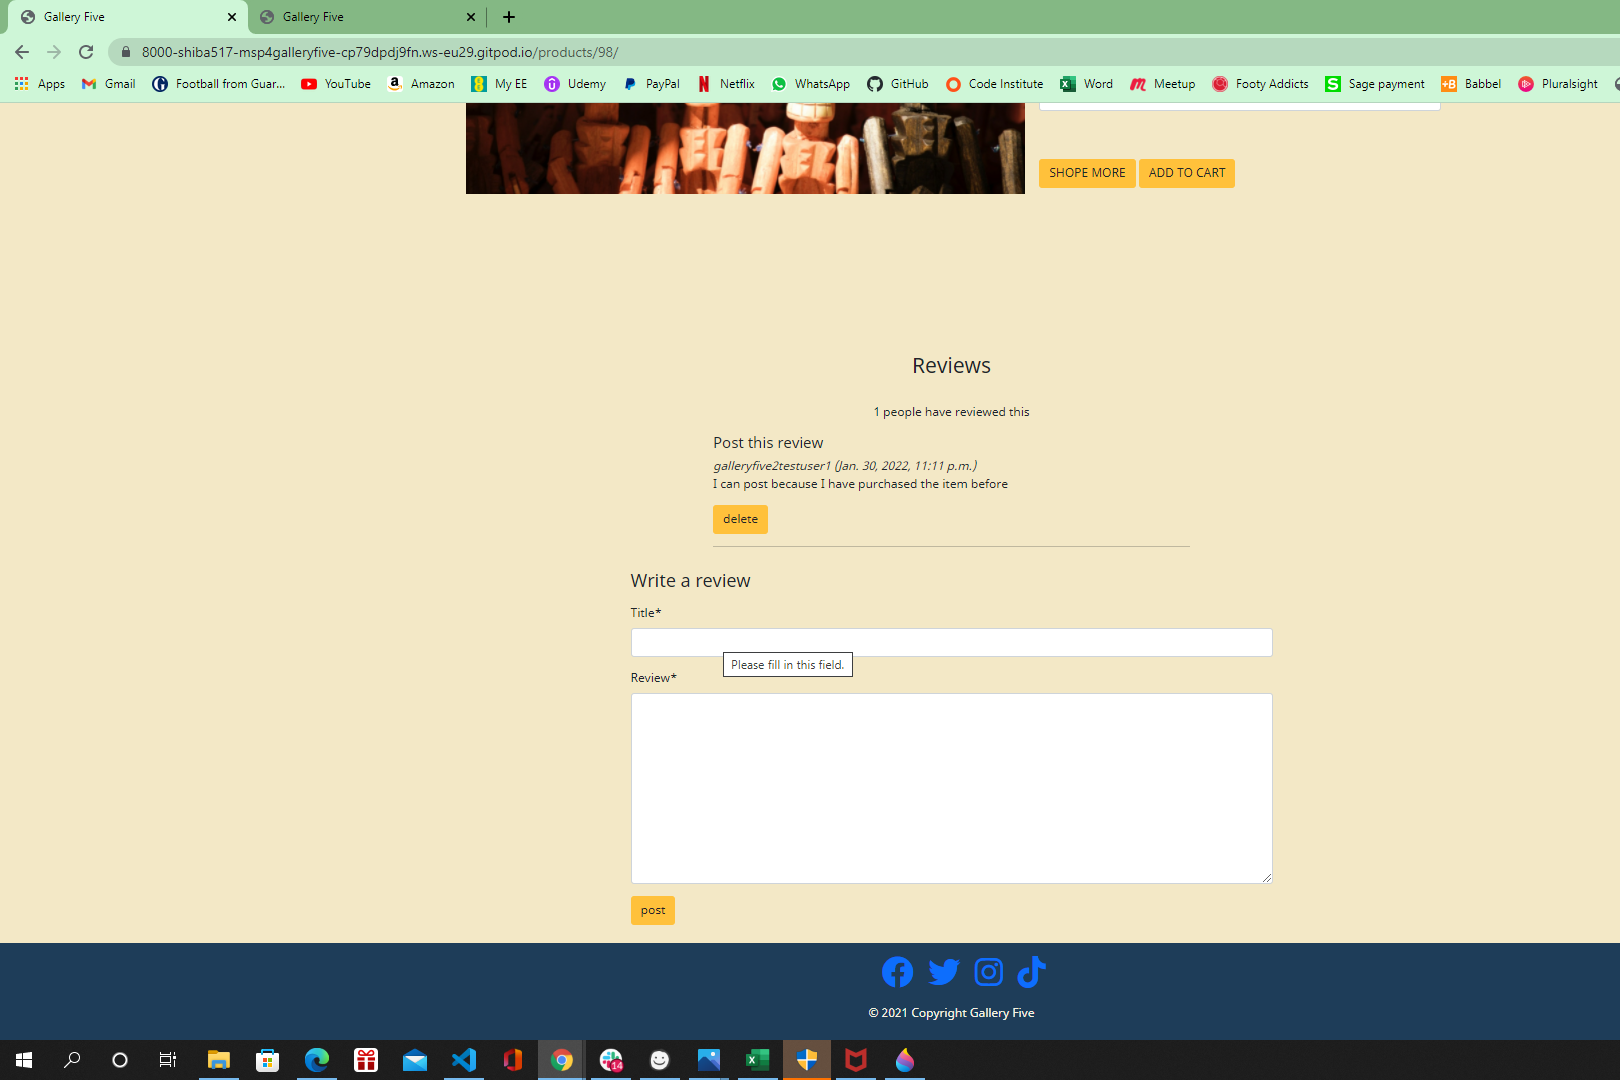 Gallery Five
Gallery Five
8000-shiba517-msp4galleryfive-cp79dpdj9fn.ws-eu29.gitpod.io/products/98/
Apps Gmail Football from Guar... YouTube Amazon My EE Udemy PayPal Netflix WhatsApp GitHub Code Institute Word Meetup Footy Addicts Sage payment Babbel Pluralsight
SHOPE MORE ADD TO CART
Reviews
1 people have reviewed this
Post this review
galleryfive2testuser1 (Jan. 30, 2022, 11:11 p.m.)
I can post because I have purchased the item before
delete
Write a review
Title*
Please fill in this field.
Review*
post
© 2021 Copyright Gallery Five
14